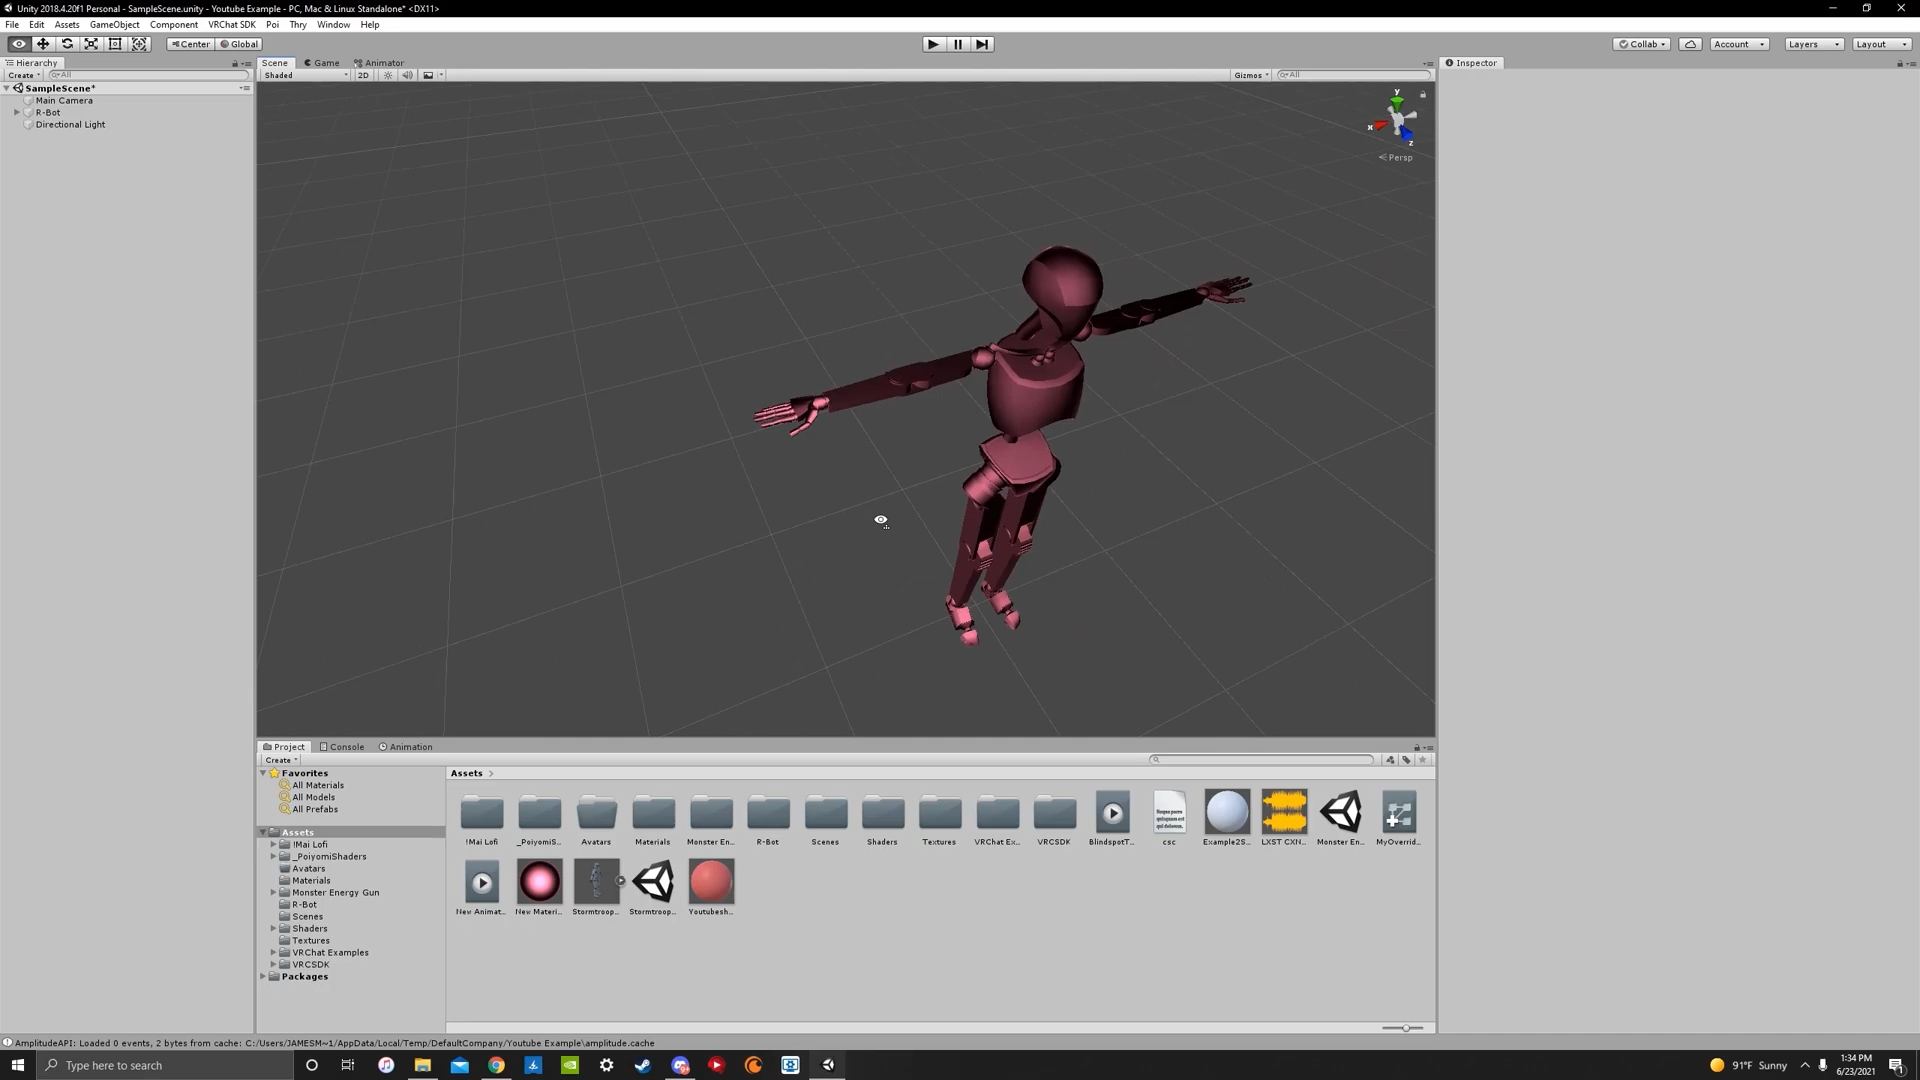 Unity 2018.4.20f1 Personal - SampleScene.unity - Youtube Example - PC, Mac & Linux Standalone* <DX11>
File Edit Assets GameObject Component VRChat SDK Poi Thry Window Help
Center Global Collab Account Layers Layout
Hierarchy Scene Game Animator Inspector
Create All Shaded 2D Gizmos All
SampleScene*
Main Camera
R-Bot
Directional Light
y
x
z
Persp
Project Console Animation
Create
Favorites
All Materials
All Models
All Prefabs
Assets
!Mai Lofi
_PoiyomiShaders
Avatars
Materials
Monster Energy Gun
R-Bot
Scenes
Shaders
Textures
VRChat Examples
VRCSDK
Packages
Assets
!Mai Lofi _PoiyomiS... Avatars Materials Monster En... R-Bot Scenes Shaders Textures VRChat Ex... VRCSDK BlindspotT... csc Example2S... LXST CXN... Monster En... MyOverrid...
New Animat... New Materi... Stormtroop... Stormtroop... Youtubesh...
AmplitudeAPI: Loaded 0 events, 2 bytes from cache: C:/Users/JAMESM~1/AppData/Local/Temp/DefaultCompany/Youtube Example\amplitude.cache
Type here to search
91°F Sunny
1:34 PM
6/23/2021